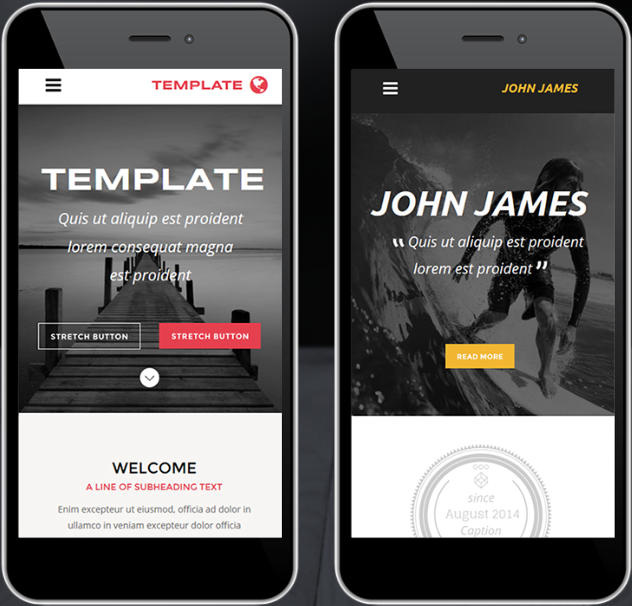 TEMPLATE
TEMPLATE
Quis ut aliquip est proident
lorem consequat magna
est proident
STRETCH BUTTON
STRETCH BUTTON
WELCOME
A LINE OF SUBHEADING TEXT
Enim excepteur ut eiusmod, officia ad dolor in
ullamco in veniam excepteur dolor officia
JOHN JAMES
JOHN JAMES
“ Quis ut aliquip est proident
lorem est proident ”
READ MORE
since
August 2014
Caption